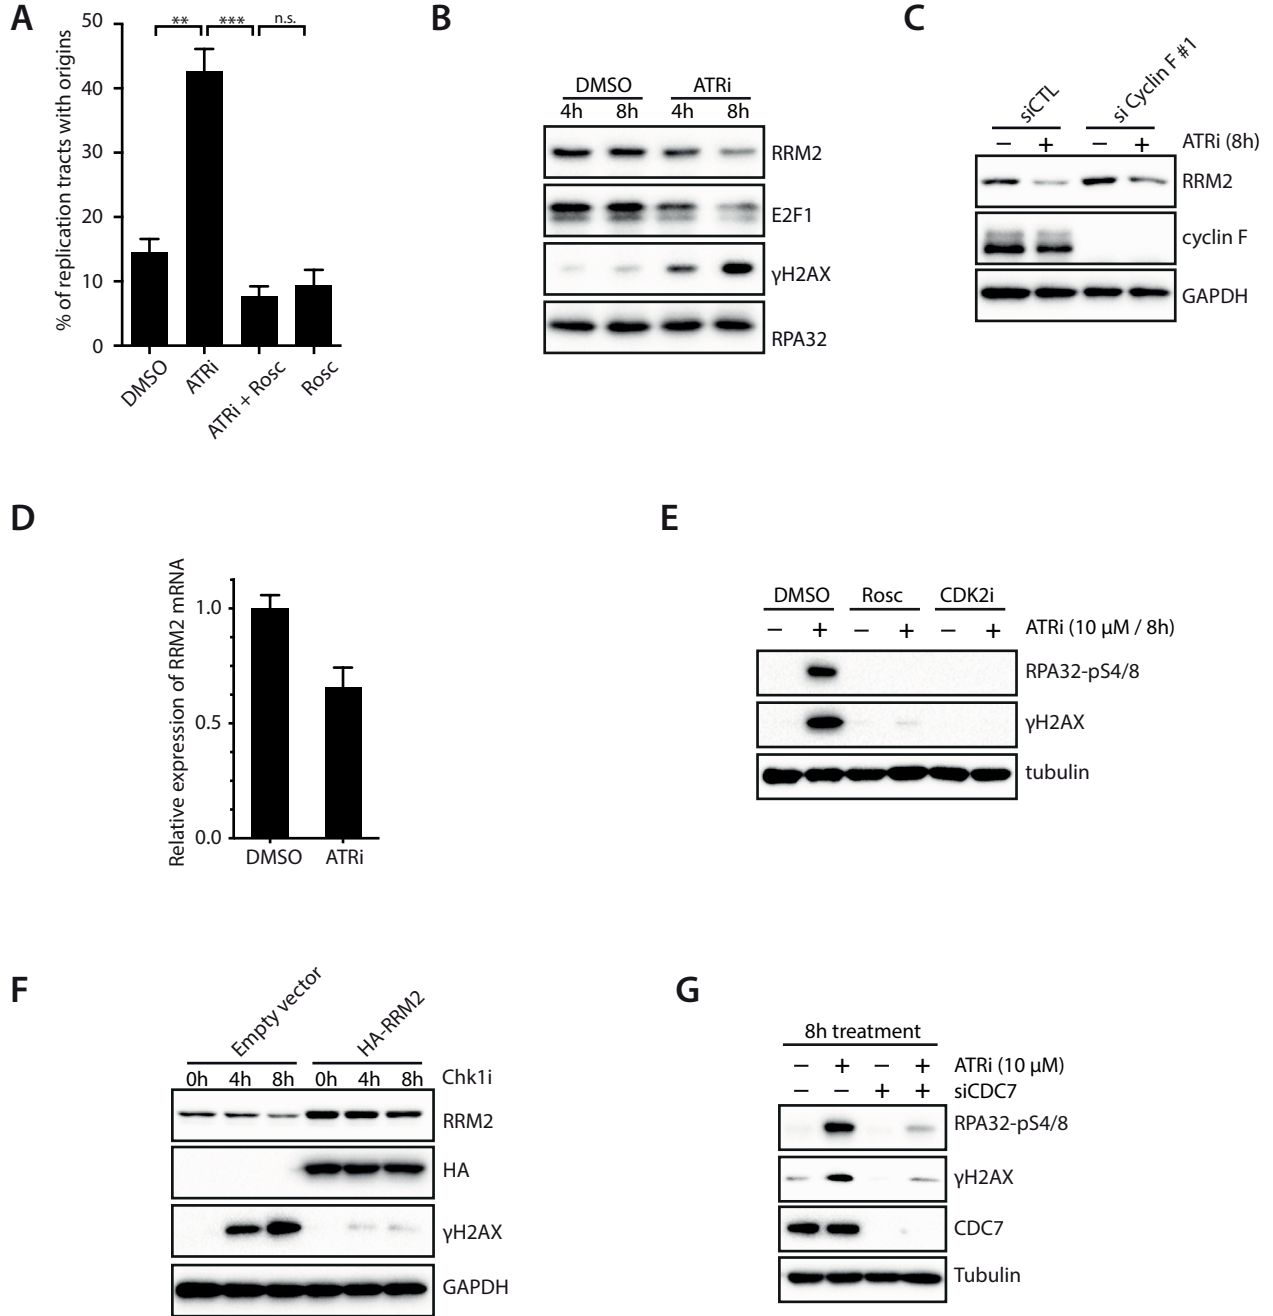 A
% of replication tracts with origins
50
40
30
20
10
0
** *** n.s.
DMSO
ATRi
ATRi + Rosc
Rosc
B
DMSO ATRi
4h 8h 4h 8h
RRM2
E2F1
γH2AX
RPA32
C
siCTL
si Cyclin F #1
− + − + ATRi (8h)
RRM2
cyclin F
GAPDH
D
Relative expression of RRM2 mRNA
1.0
0.5
0.0
DMSO ATRi
E
DMSO Rosc CDK2i
− + − + − + ATRi (10 µM / 8h)
RPA32-pS4/8
γH2AX
tubulin
F
Empty vector
HA-RRM2
0h 4h 8h 0h 4h 8h Chk1i
RRM2
HA
γH2AX
GAPDH
G
8h treatment
− + − + ATRi (10 µM)
− − + + siCDC7
RPA32-pS4/8
γH2AX
CDC7
Tubulin